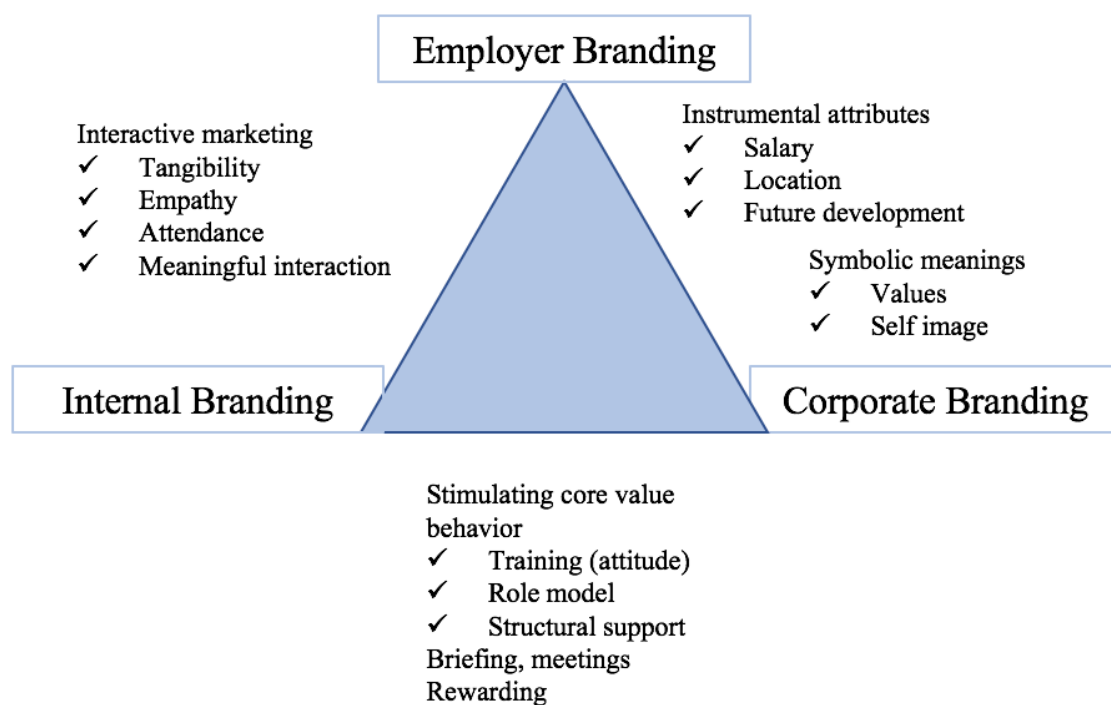 Employer Branding
Interactive marketing
✓ Tangibility
✓ Empathy
✓ Attendance
✓ Meaningful interaction
Instrumental attributes
✓ Salary
✓ Location
✓ Future development
Symbolic meanings
✓ Values
✓ Self image
Internal Branding
Corporate Branding
Stimulating core value
behavior
✓ Training (attitude)
✓ Role model
✓ Structural support
Briefing, meetings
Rewarding